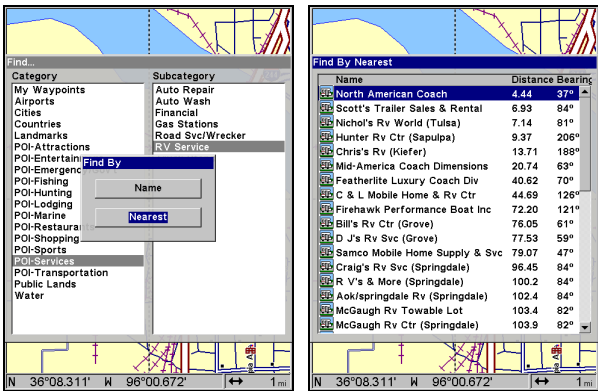 Find...
Category Subcategory
My Waypoints
Airports
Cities
Countries
Landmarks
POI-Attractions
POI-Entertain
POI-Emergency
POI-Fishing
POI-Hunting
POI-Lodging
POI-Marine
POI-Restaurants
POI-Shopping
POI-Sports
POI-Services
POI-Transportation
Public Lands
Water
Auto Repair
Auto Wash
Financial
Gas Stations
Road Svc/Wrecker
RV Service
Find By
Name
Nearest
N 36°08.311' W 96°00.672' ↔ 1 mi
Find By Nearest
Name Distance Bearing
North American Coach 4.44 37°
Scott's Trailer Sales & Rental 6.93 84°
Nichol's Rv World (Tulsa) 7.14 81°
Hunter Rv Ctr (Sapulpa) 9.37 206°
Chris's Rv (Kiefer) 13.71 188°
Mid-America Coach Dimensions 20.74 63°
Featherlite Luxury Coach Div 40.62 70°
C & L Mobile Home & Rv Ctr 44.69 126°
Firehawk Performance Boat Inc 72.20 121°
Bill's Rv Ctr (Grove) 76.05 61°
D J's Rv Svc (Grove) 77.53 59°
Samco Mobile Home Supply & Svc 79.07 47°
Craig's Rv Svc (Springdale) 96.45 84°
R V's & More (Springdale) 100.2 84°
Aok/springdale Rv (Springdale) 102.4 84°
McGaugh Rv Towable Lot 103.4 82°
McGaugh Rv Ctr (Springdale) 103.9 82°
N 36°08.311' W 96°00.672' ↔ 1 mi